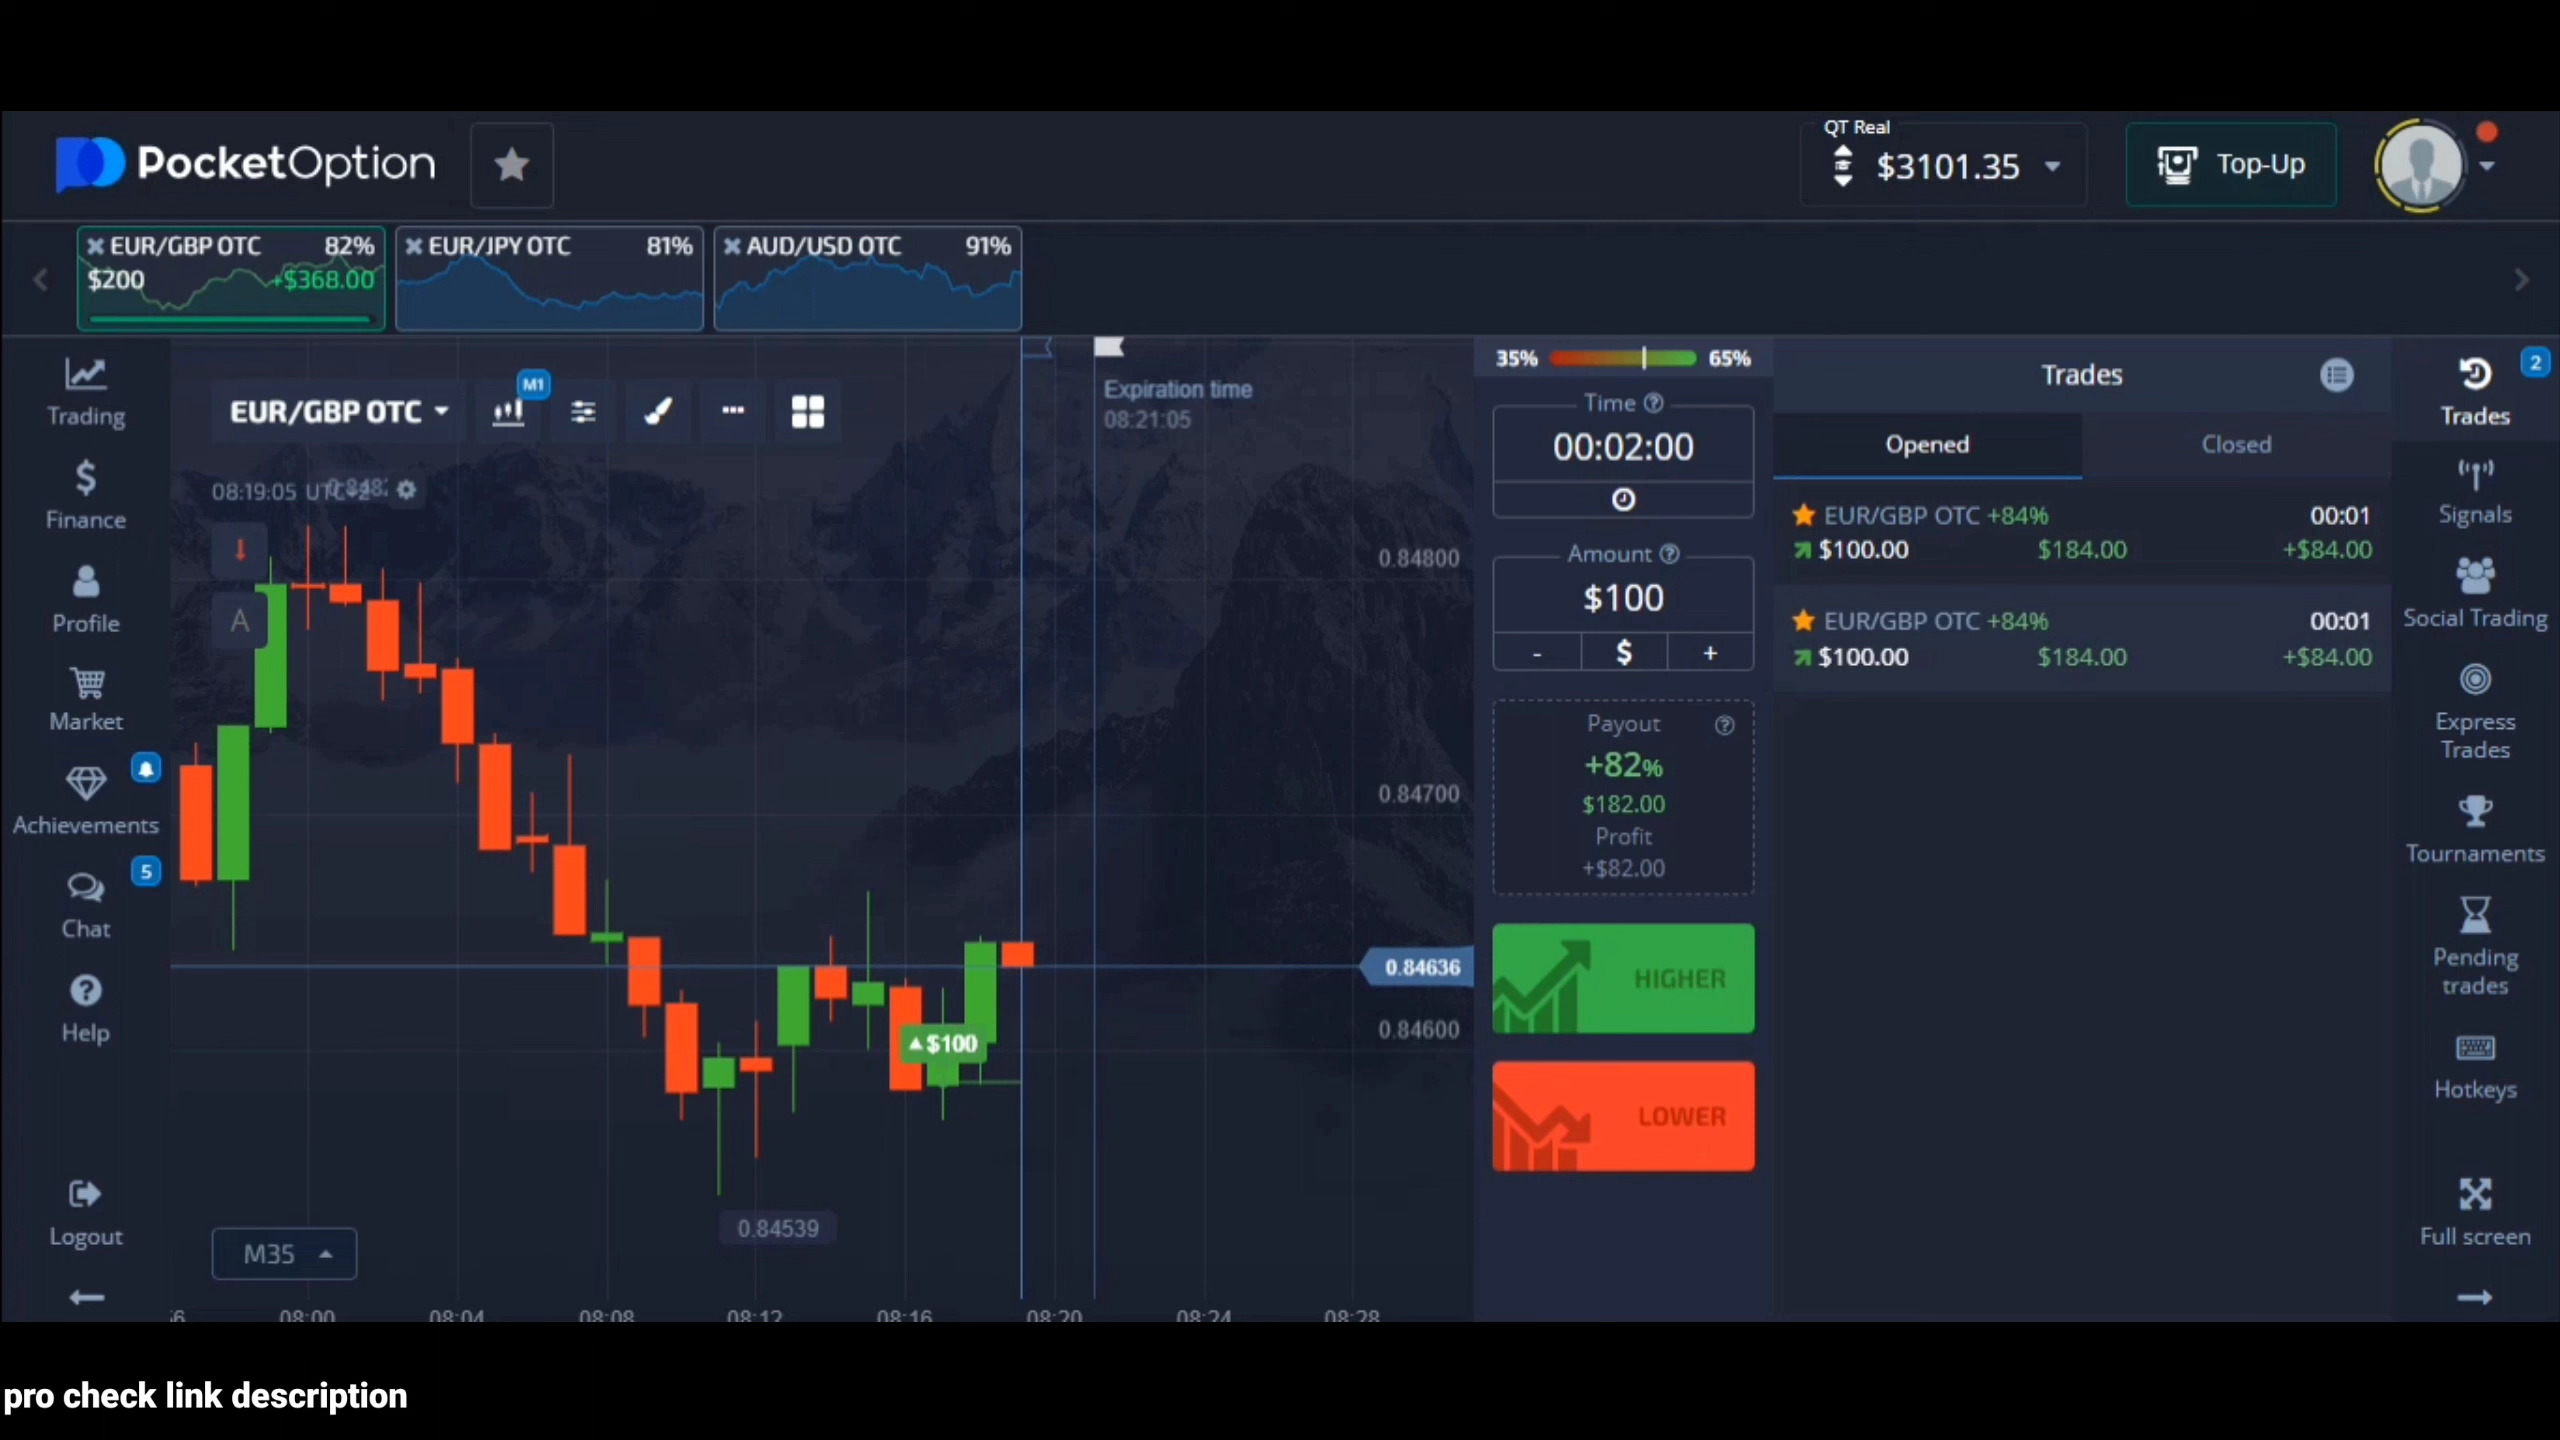 PocketOption
QT Real
$3101.35
Top-Up
EUR/GBP OTC 82%
$200 +$368.00
EUR/JPY OTC 81%
AUD/USD OTC 91%
Trading
Finance
Profile
Market
Achievements
5
Chat
Help
Logout
EUR/GBP OTC
M1
08:19:05
A
Expiration time
08:21:05
0.84800
0.84700
0.84636
0.84600
$100
0.84539
M35
08:00 08:04 08:08 08:12 08:16 08:20 08:24 08:28
35% 65%
Time
00:02:00
Amount
$100
- $ +
Payout
+82%
$182.00
Profit
+$82.00
HIGHER
LOWER
Trades
Opened Closed
EUR/GBP OTC +84% 00:01
$100.00 $184.00 +$84.00
EUR/GBP OTC +84% 00:01
$100.00 $184.00 +$84.00
2
Trades
Signals
Social Trading
Express
Trades
Tournaments
Pending
trades
Hotkeys
Full screen
pro check link description